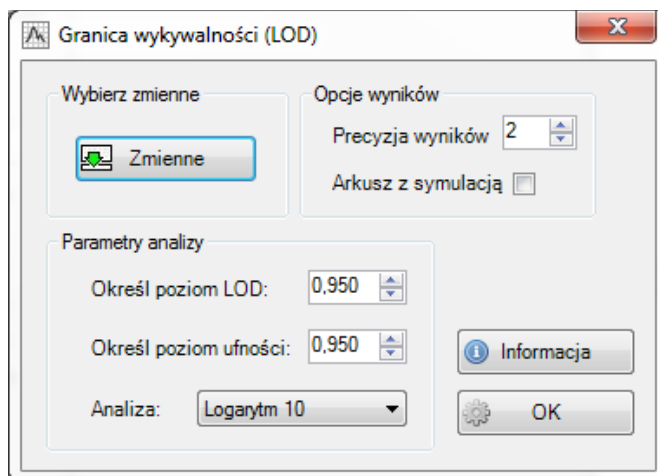 Granica wykywalności (LOD)
Wybierz zmienne
Zmienne
Opcje wyników
Precyzja wyników 2
Arkusz z symulacją
Parametry analizy
Określ poziom LOD: 0,950
Określ poziom ufności: 0,950
Analiza: Logarytm 10
Informacja
OK